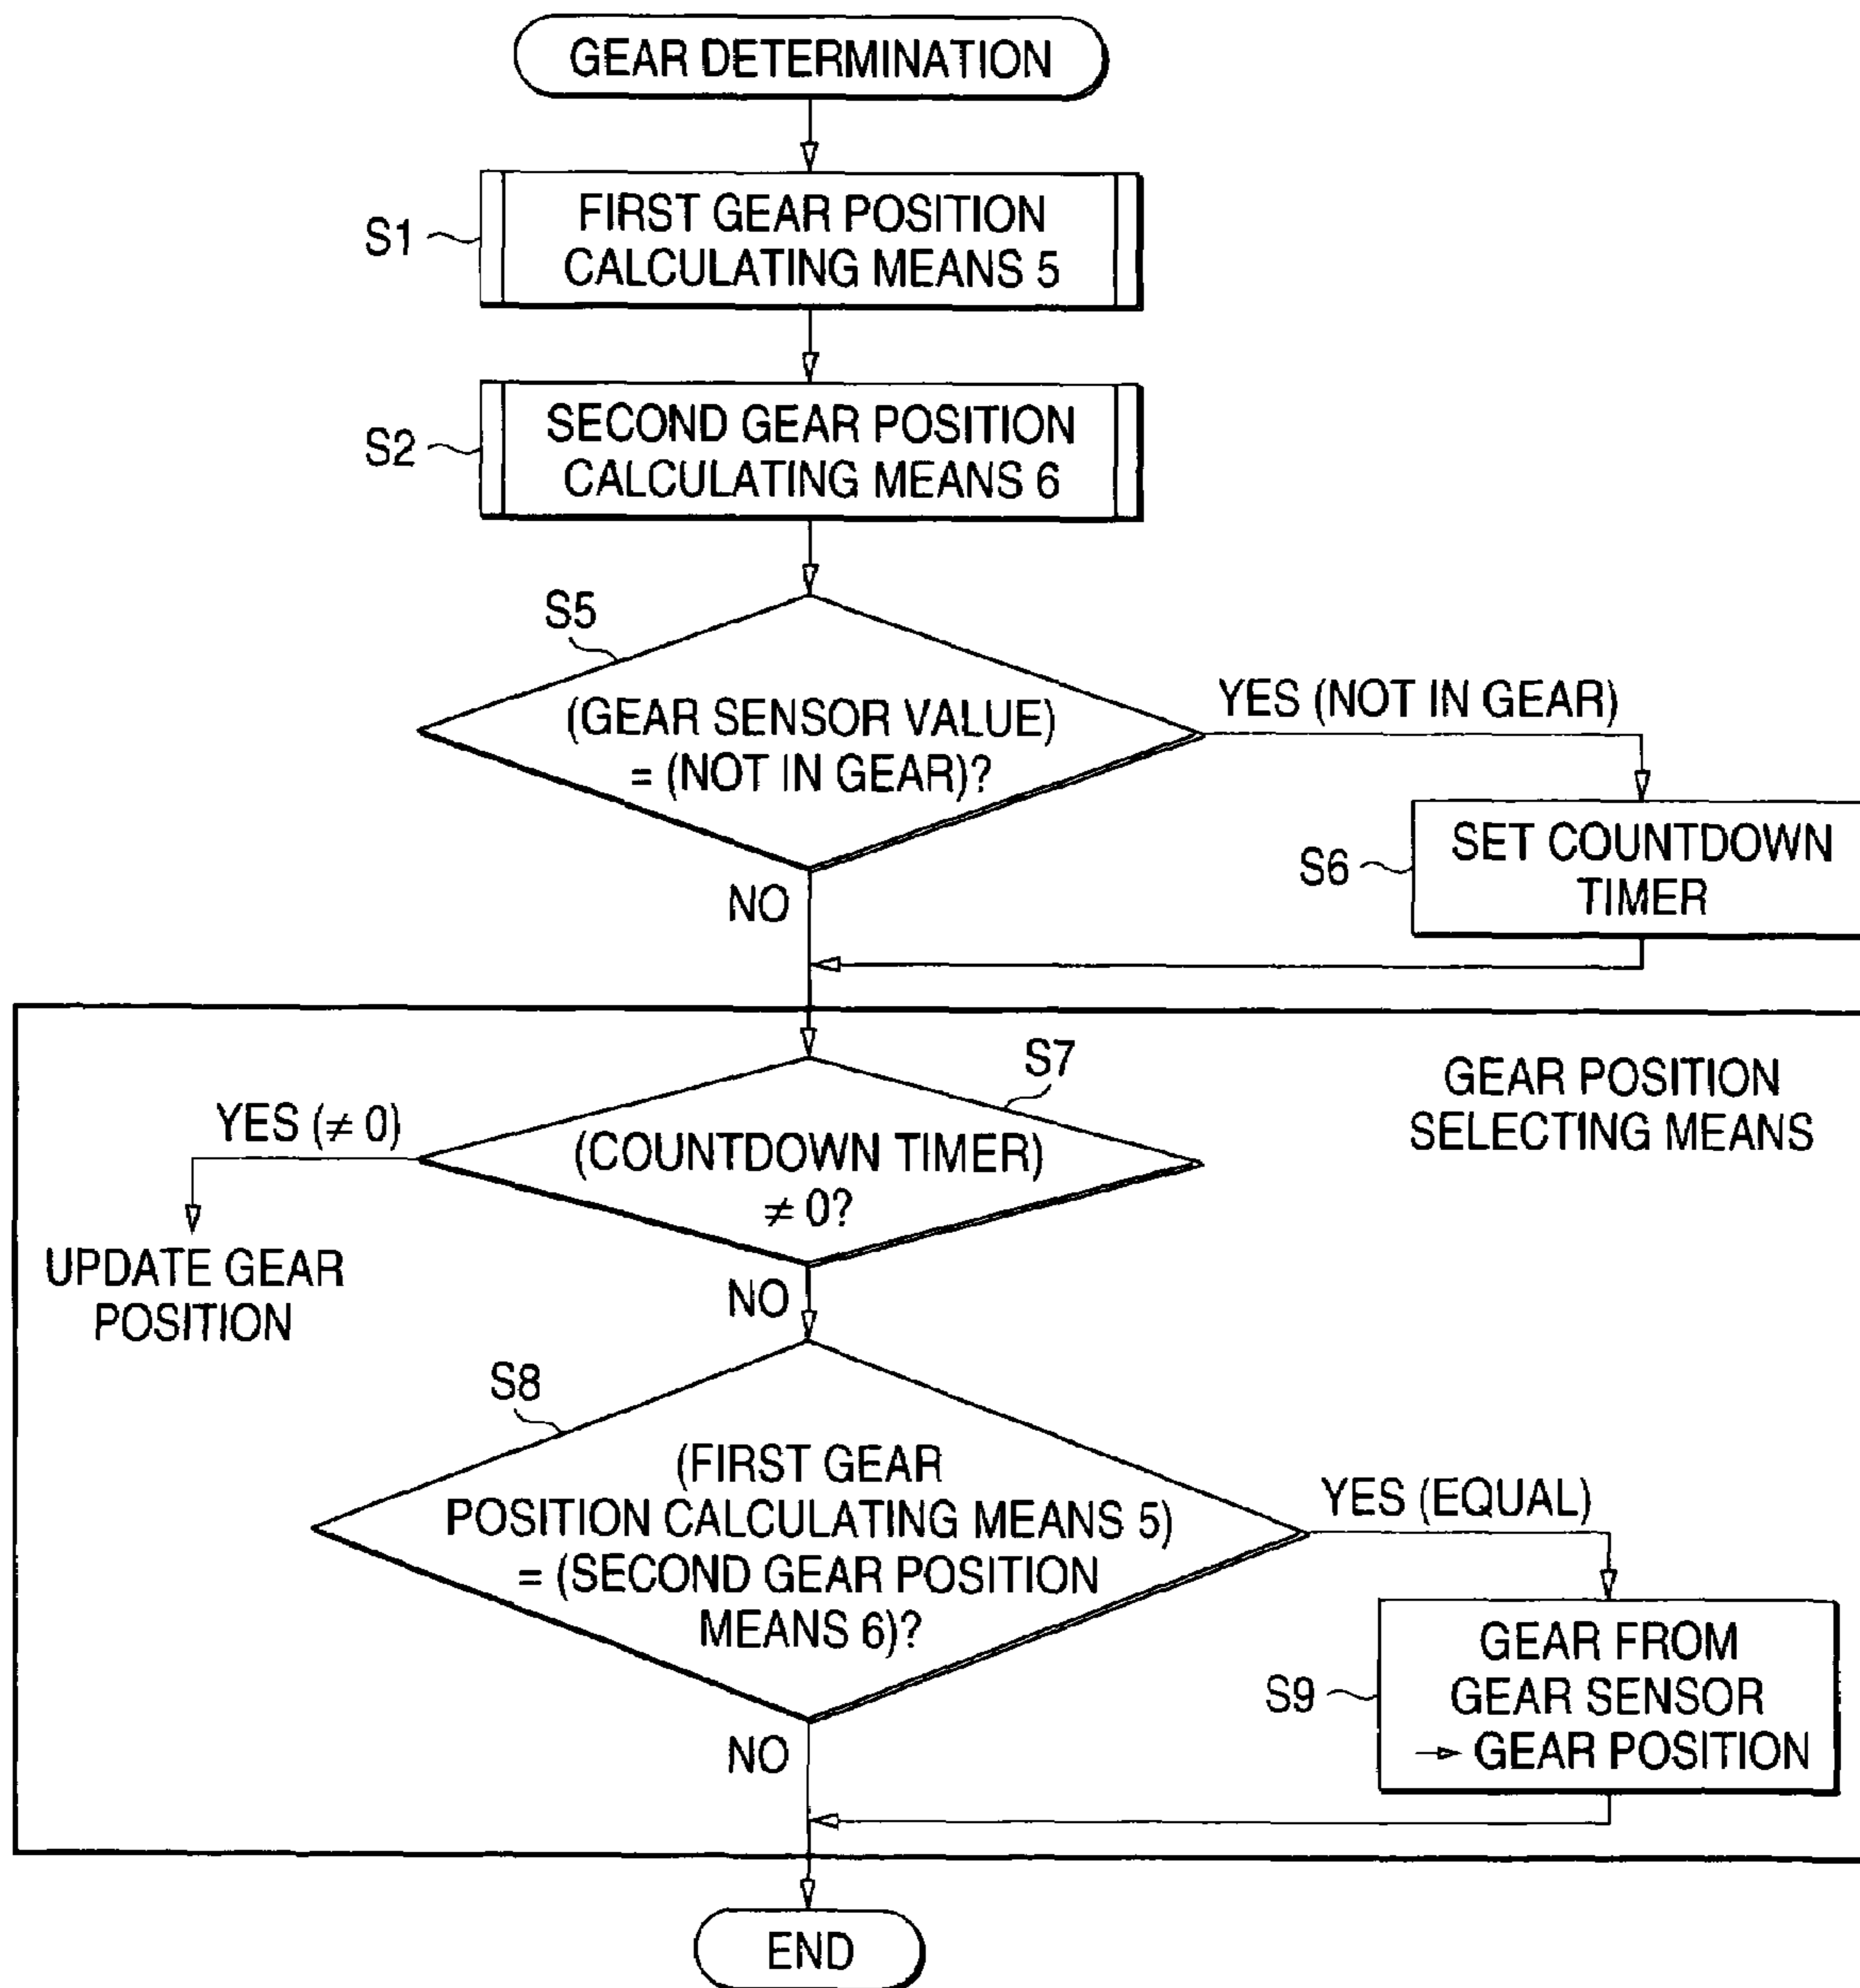 GEAR DETERMINATION
S1
FIRST GEAR POSITION
CALCULATING MEANS 5
S2
SECOND GEAR POSITION
CALCULATING MEANS 6
S5
(GEAR SENSOR VALUE)
= (NOT IN GEAR)?
YES (NOT IN GEAR)
NO
S6
SET COUNTDOWN
TIMER
GEAR POSITION
SELECTING MEANS
S7
(COUNTDOWN TIMER)
≠ 0?
YES (≠ 0)
UPDATE GEAR
POSITION
NO
S8
(FIRST GEAR
POSITION CALCULATING MEANS 5)
= (SECOND GEAR POSITION
MEANS 6)?
YES (EQUAL)
NO
S9
GEAR FROM
GEAR SENSOR
→ GEAR POSITION
END